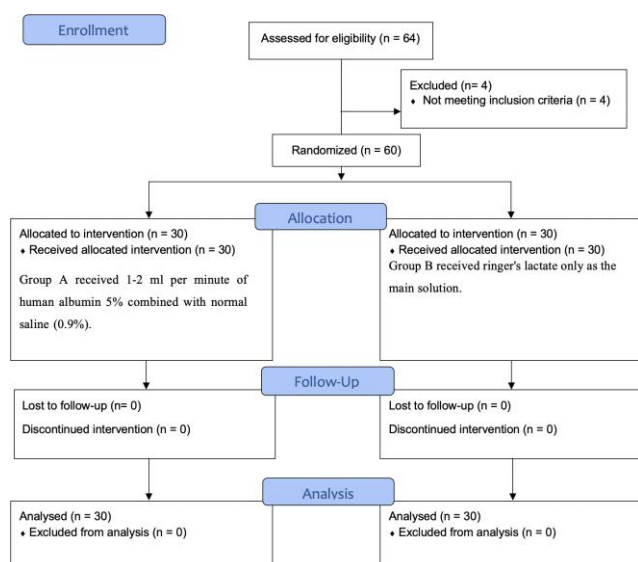 Enrollment
Assessed for eligibility (n = 64)
Excluded (n= 4)
♦ Not meeting inclusion criteria (n = 4)
Randomized (n = 60)
Allocation
Allocated to intervention (n = 30)
♦ Received allocated intervention (n = 30)
Group A received 1-2 ml per minute of
human albumin 5% combined with normal
saline (0.9%).
Allocated to intervention (n = 30)
♦ Received allocated intervention (n = 30)
Group B received ringer's lactate only as the
main solution.
Follow-Up
Lost to follow-up (n= 0)
Discontinued intervention (n = 0)
Lost to follow-up (n = 0)
Discontinued intervention (n = 0)
Analysis
Analysed (n = 30)
♦ Excluded from analysis (n = 0)
Analysed (n = 30)
♦ Excluded from analysis (n = 0)